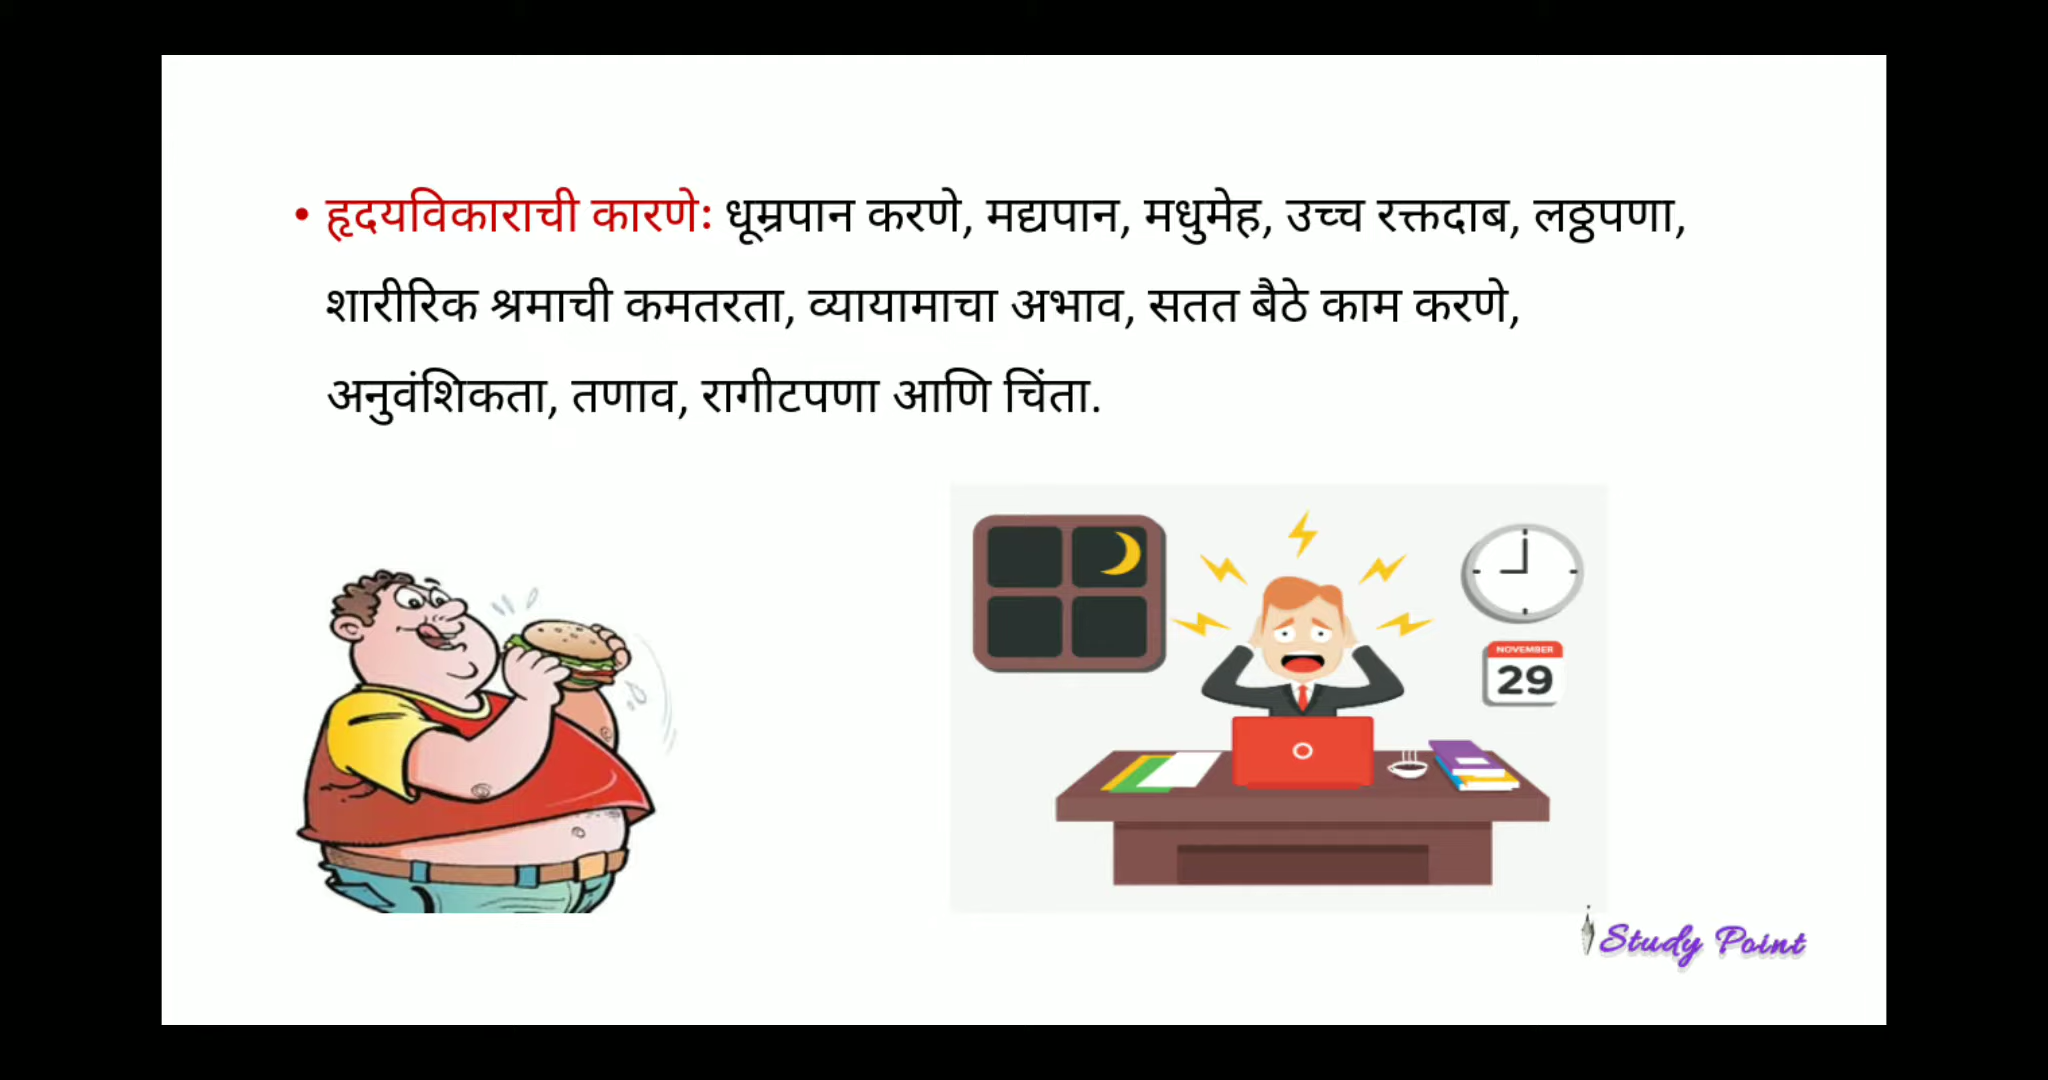 • हृदयविकाराची कारणेः धूम्रपान करणे, मद्यपान, मधुमेह, उच्च रक्तदाब, लठ्ठपणा,
शारीरिक श्रमाची कमतरता, व्यायामाचा अभाव, सतत बैठे काम करणे,
अनुवंशिकता, तणाव, रागीटपणा आणि चिंता.
NOVEMBER
29
Study Point